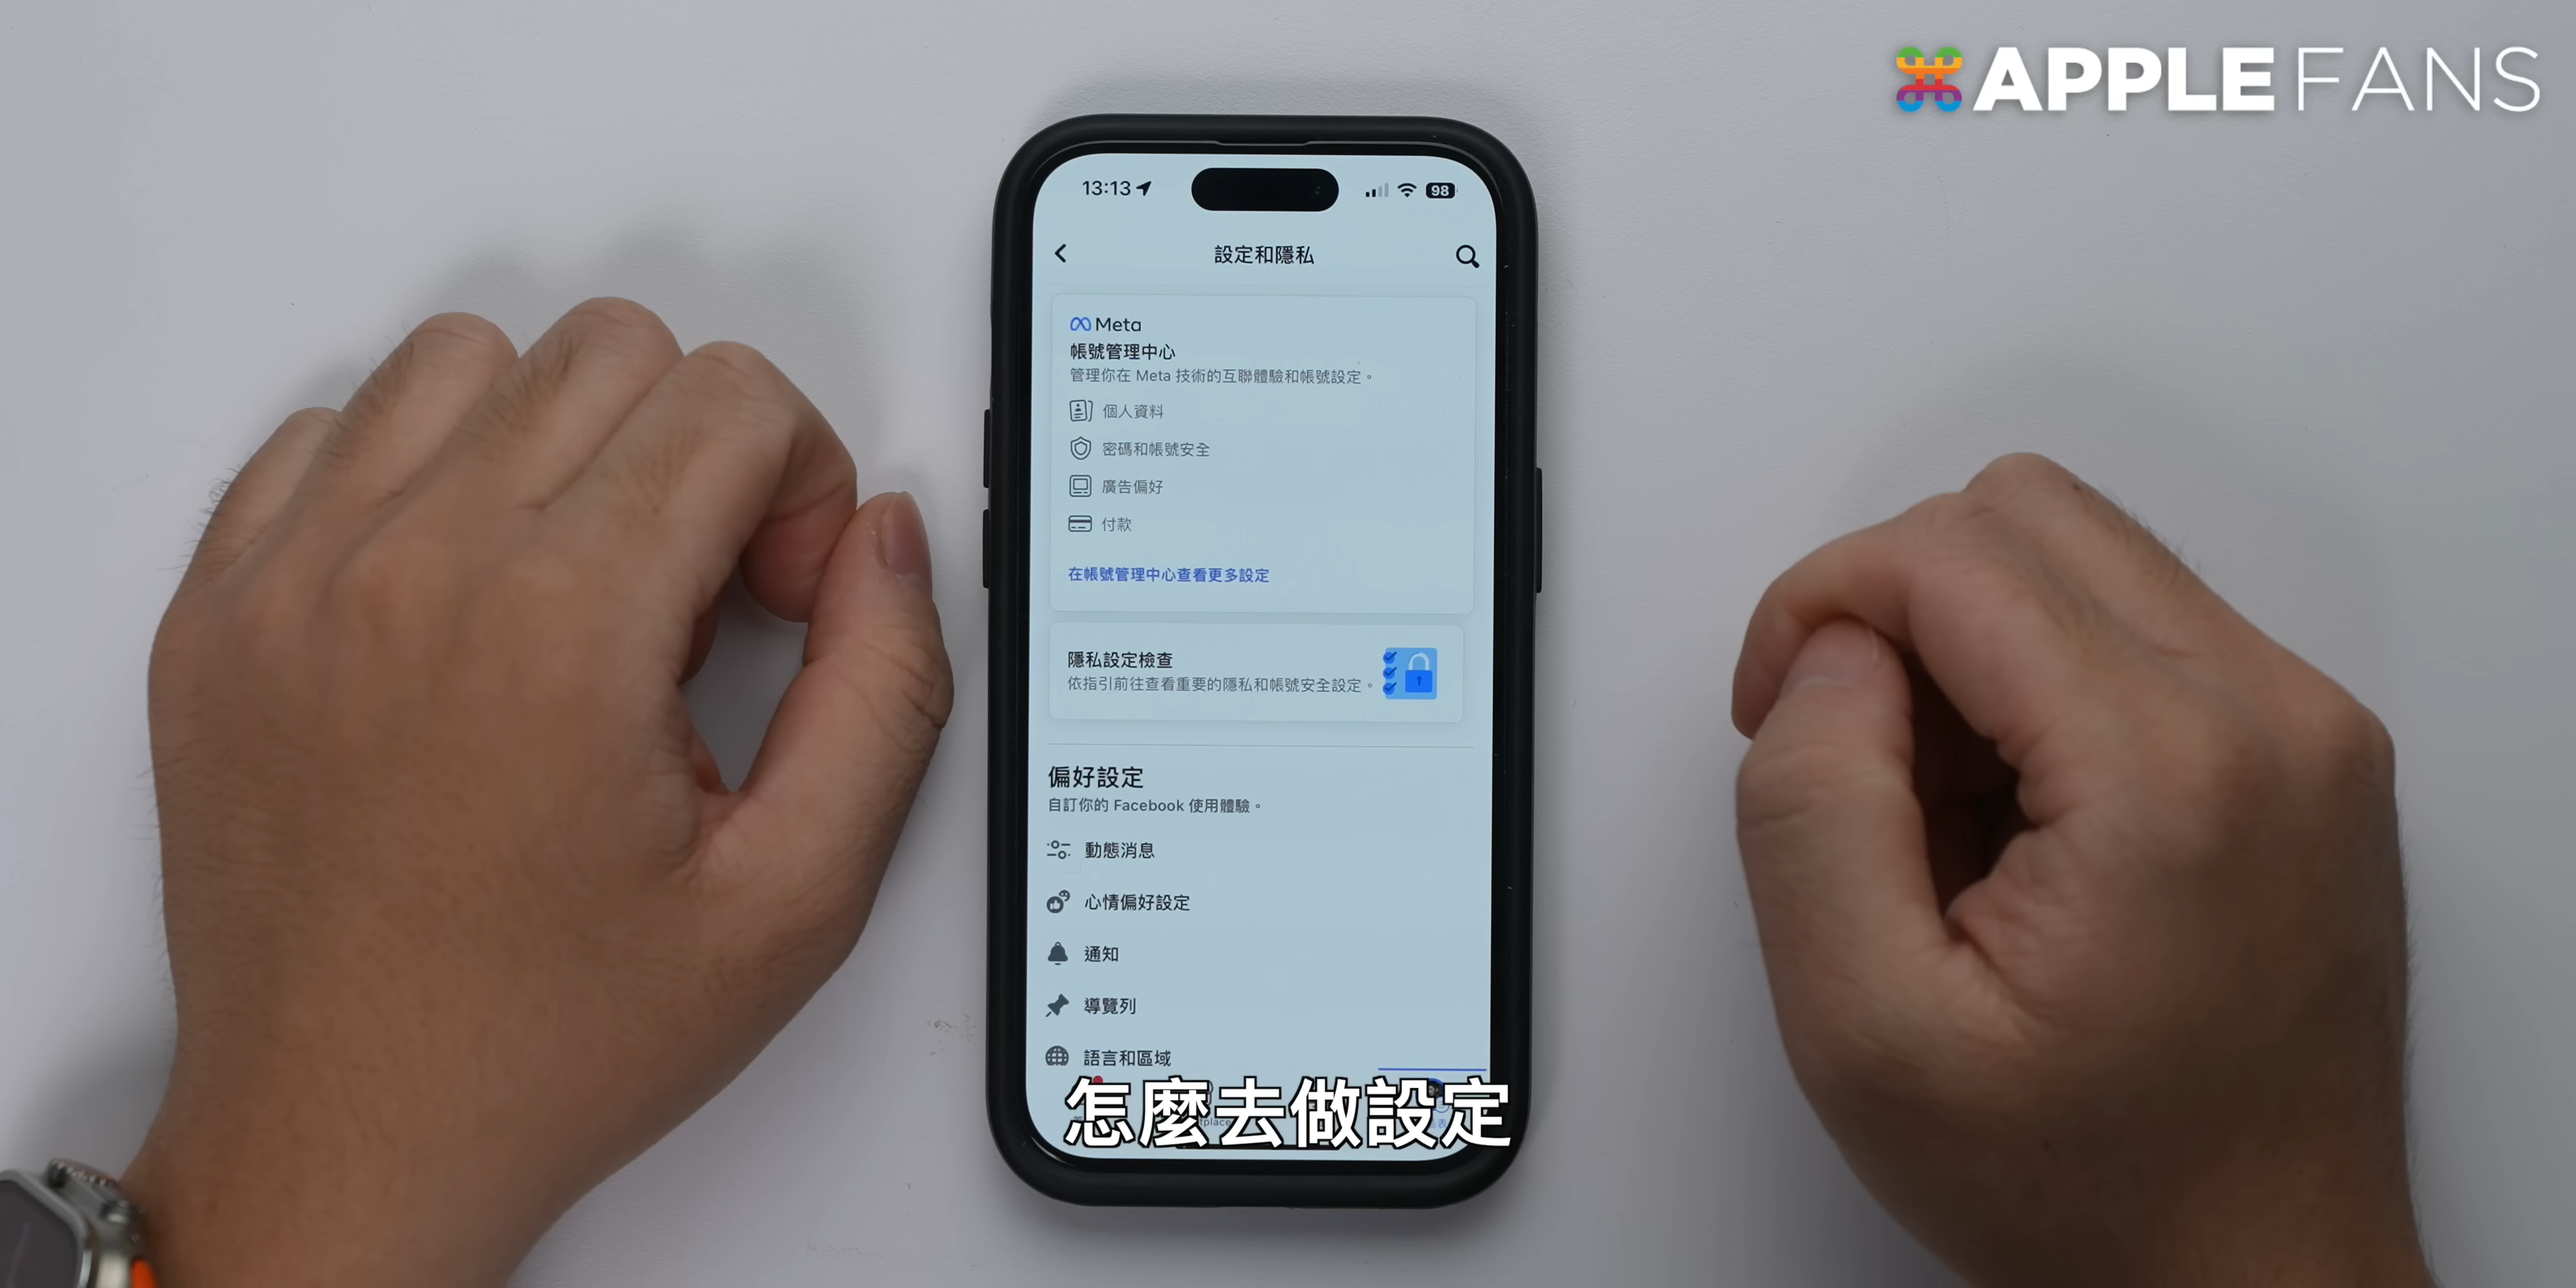 APPLE FANS
13:13
98
設定和隱私
Meta
帳號管理中心
管理你在 Meta 技術的互聯體驗和帳號設定。
個人資料
密碼和帳號安全
廣告偏好
付款
在帳號管理中心查看更多設定
隱私設定檢查
依指引前往查看重要的隱私和帳號安全設定。
偏好設定
自訂你的 Facebook 使用體驗。
動態消息
心情偏好設定
通知
導覽列
語言和區域
怎麼去做設定